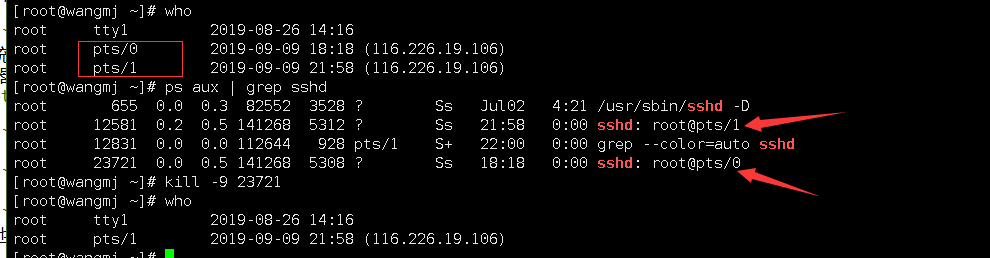 [root@wangmj ~]# who
root     tty1         2019-08-26 14:16
root     pts/0        2019-09-09 18:18 (116.226.19.106)
root     pts/1        2019-09-09 21:58 (116.226.19.106)
[root@wangmj ~]# ps aux | grep sshd
root       655  0.0  0.3  82552  3528 ?        Ss   Jul02   4:21 /usr/sbin/sshd -D
root     12581  0.2  0.5 141268  5312 ?        Ss   21:58   0:00 sshd: root@pts/1
root     12831  0.0  0.0 112644   928 pts/1    S+   22:00   0:00 grep --color=auto sshd
root     23721  0.0  0.5 141268  5308 ?        Ss   18:18   0:00 sshd: root@pts/0
[root@wangmj ~]# kill -9 23721
[root@wangmj ~]# who
root     tty1         2019-08-26 14:16
root     pts/1        2019-09-09 21:58 (116.226.19.106)
[root@wangmj ~]#